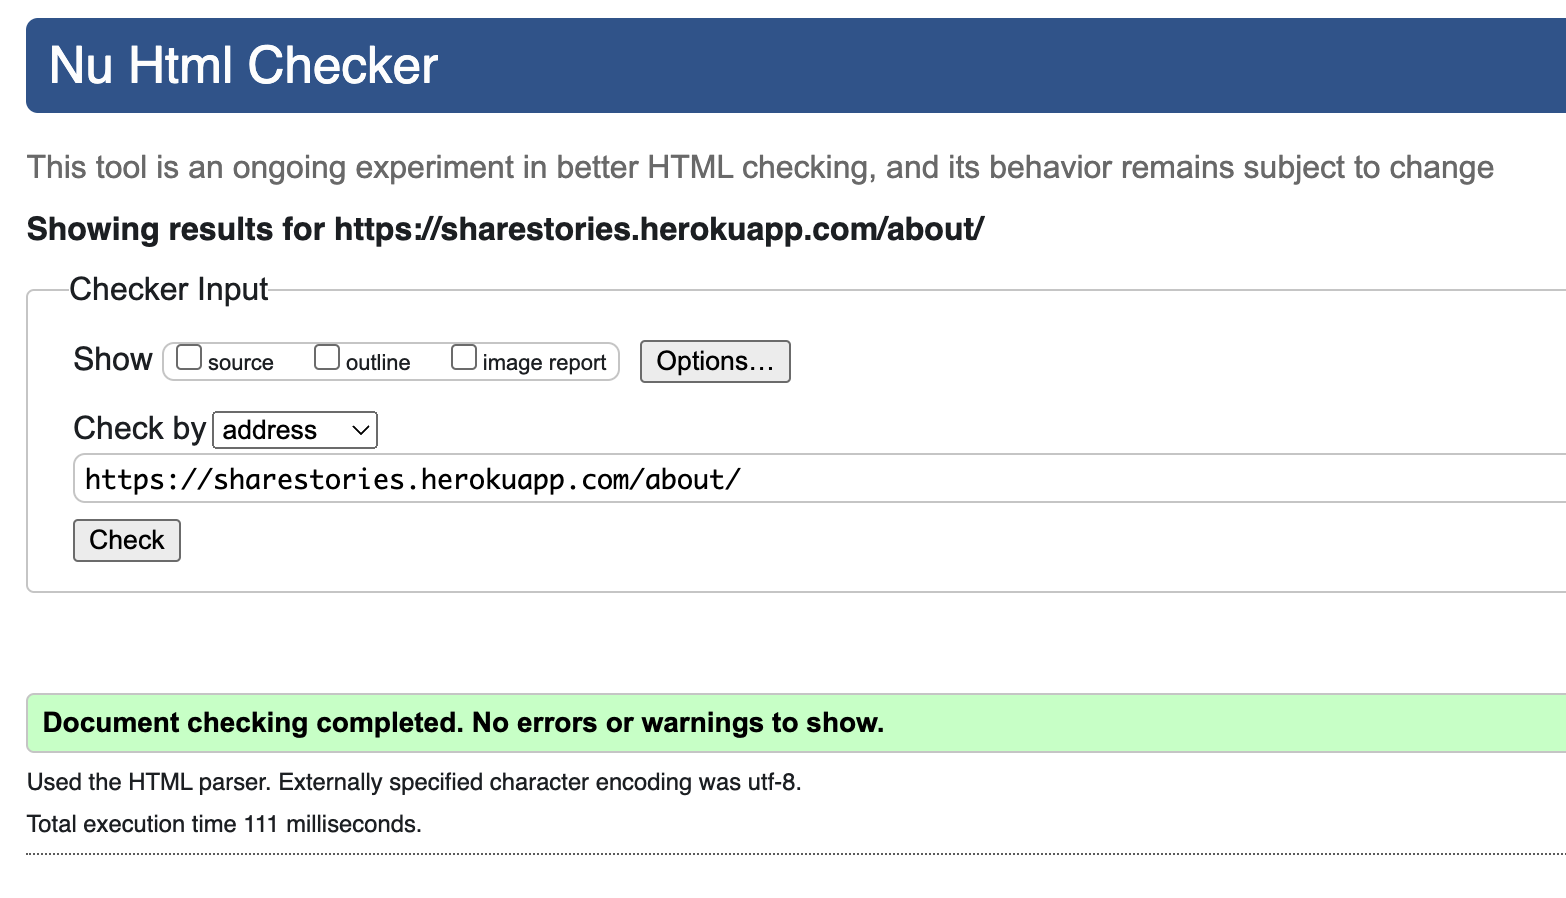 Nu Html Checker
This tool is an ongoing experiment in better HTML checking, and its behavior remains subject to change
Showing results for https://sharestories.herokuapp.com/about/
Checker Input
Show source outline image report Options...
Check by address
https://sharestories.herokuapp.com/about/
Check
Document checking completed. No errors or warnings to show.
Used the HTML parser. Externally specified character encoding was utf-8.
Total execution time 111 milliseconds.